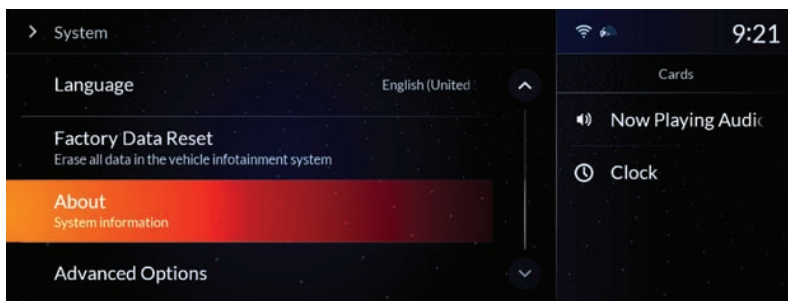 System
9:21
Language
English (United
Factory Data Reset
Erase all data in the vehicle infotainment system
About
System information
Advanced Options
Cards
Now Playing Audi
Clock